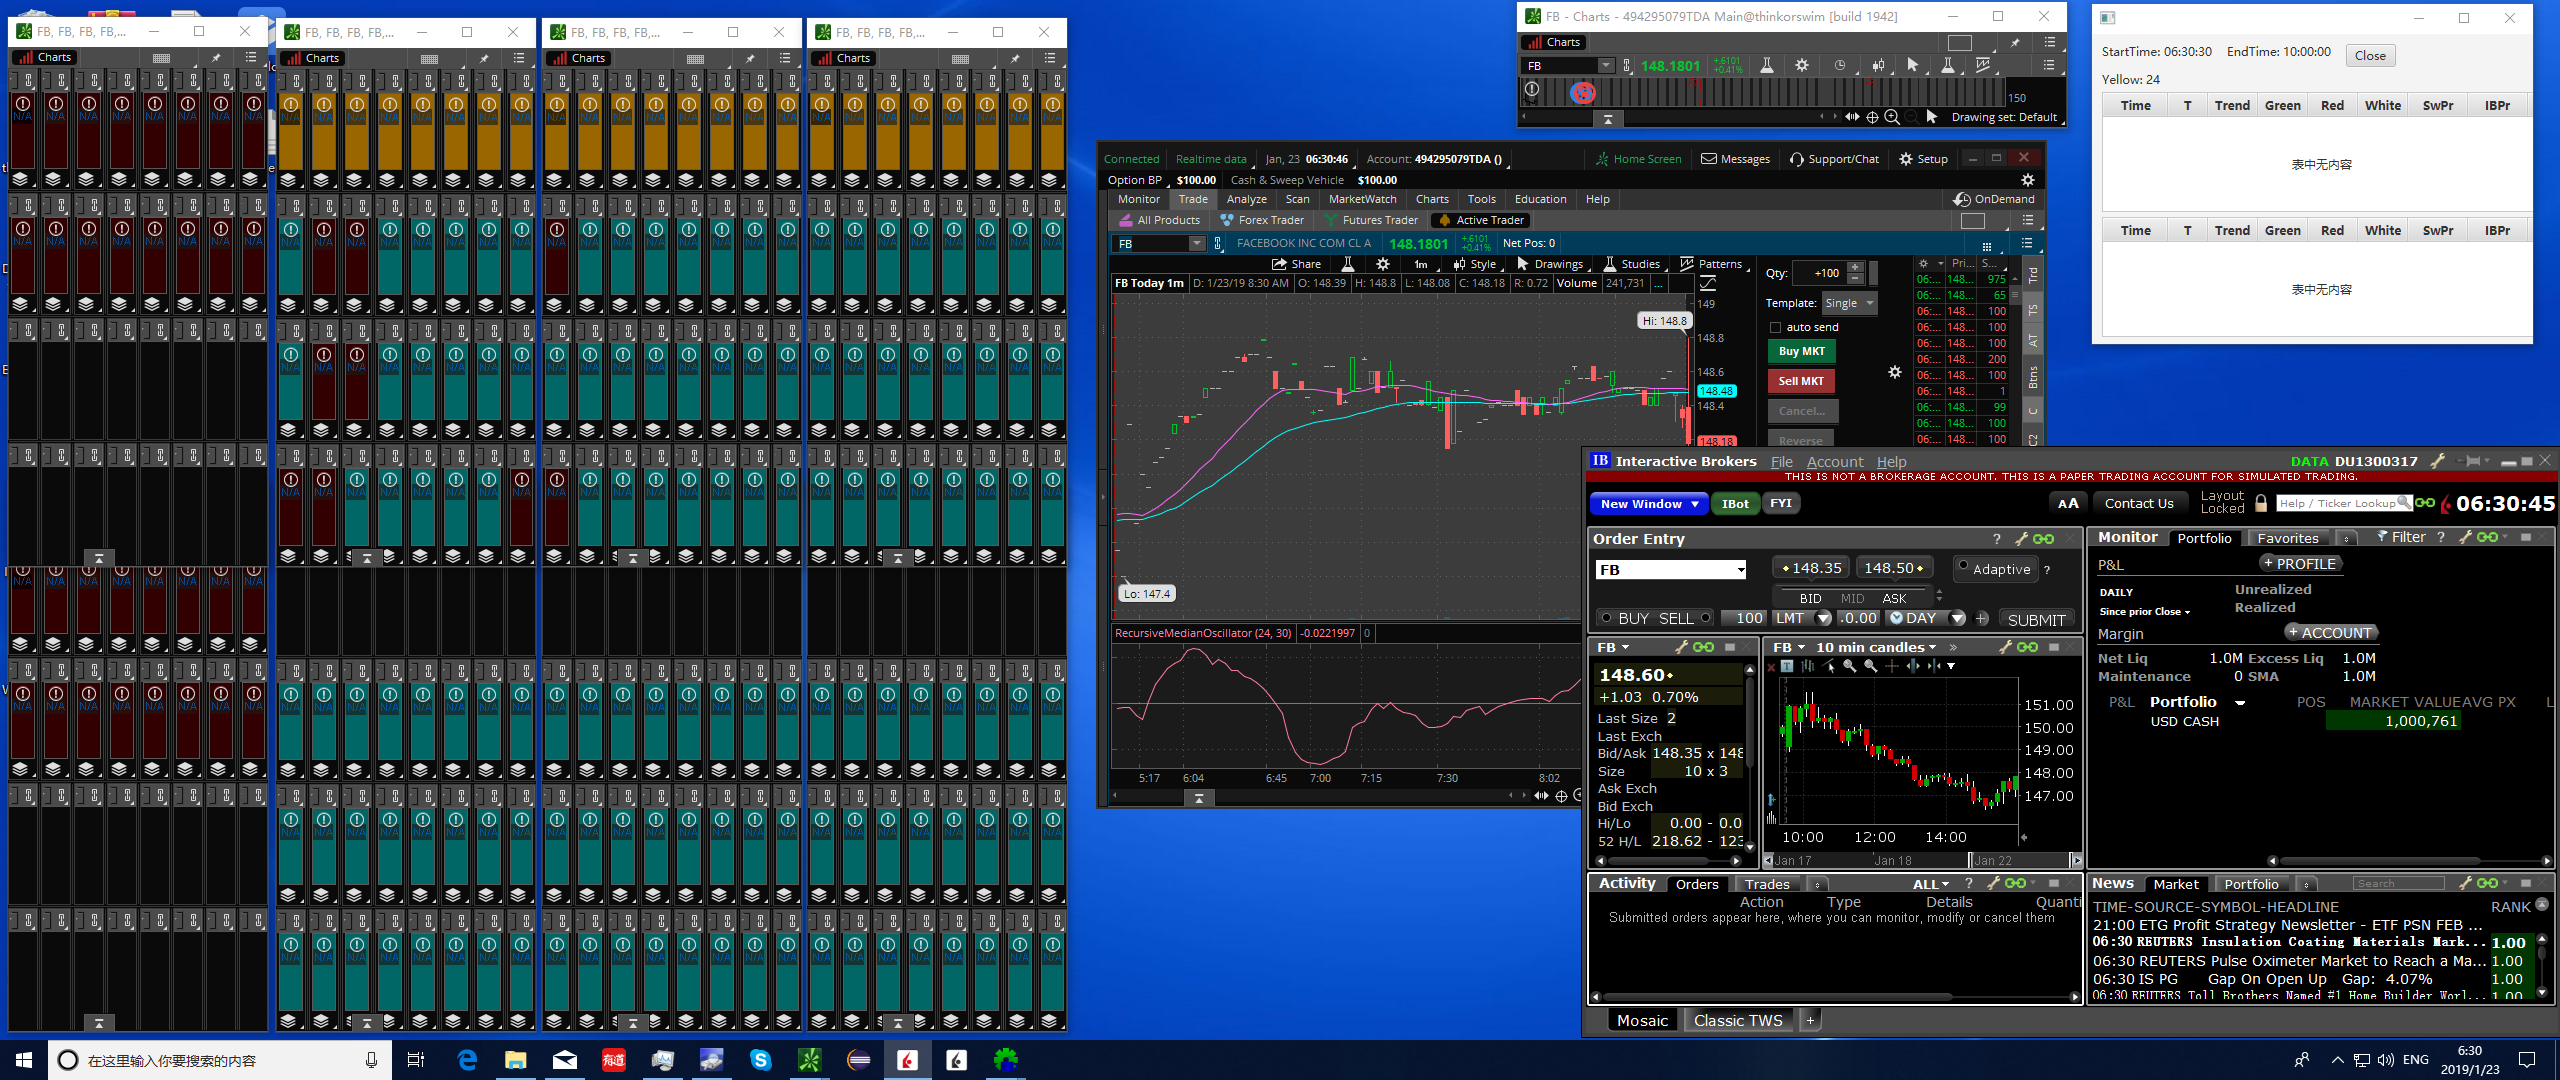 FB, FB, FB, FB,...
Charts
FB, FB, FB, FB,...
Charts
FB, FB, FB, FB,...
Charts
FB, FB, FB, FB,...
Charts
N/A
FB - Charts - 494295079TDA Main@thinkorswim [build 1942]
Charts
FB 148.1801 +.6101 +0.41%
150
Drawing set: Default
StartTime: 06:30:30 EndTime: 10:00:00 Close
Yellow: 24
Time T Trend Green Red White SwPr IBPr
表中无内容
Time T Trend Green Red White SwPr IBPr
表中无内容
Connected Realtime data Jan, 23 06:30:46 Account: 494295079TDA () Home Screen Messages Support/Chat Setup
Option BP $100.00 Cash & Sweep Vehicle $100.00
Monitor Trade Analyze Scan MarketWatch Charts Tools Education Help OnDemand
All Products Forex Trader Futures Trader Active Trader
FB FACEBOOK INC COM CL A 148.1801 +.6101 +0.41% Net Pos: 0
Share 1m Style Drawings Studies Patterns
FB Today 1m D: 1/23/19 8:30 AM O: 148.39 H: 148.8 L: 148.08 C: 148.18 R: 0.72 Volume 241,731 ...
149
Hi: 148.8
148.8
148.6
148.48
148.4
148.18
Lo: 147.4
RecursiveMedianOscillator (24, 30) -0.0221997 0
5:17 6:04 6:45 7:00 7:15 7:30 8:02
Qty: +100
Template: Single
auto send
Buy MKT
Sell MKT
Cancel...
Reverse
Pri... S...
06:... 148... 975
06:... 148... 65
06:... 148... 100
06:... 148... 100
06:... 148... 100
06:... 148... 200
06:... 148... 100
06:... 148... 1
06:... 148... 99
06:... 148... 100
06:... 148... 100
Trd
TS
AT
Btns
C
C2
IB Interactive Brokers File Account Help DATA DU1300317
THIS IS NOT A BROKERAGE ACCOUNT. THIS IS A PAPER TRADING ACCOUNT FOR SIMULATED TRADING.
New Window IBot FYI AA Contact Us Layout Locked Help / Ticker Lookup 06:30:45
Order Entry
FB 148.35 148.50 Adaptive ?
BID MID ASK
BUY SELL 100 LMT .0.00 DAY + SUBMIT
FB
148.60
+1.03 0.70%
Last Size 2
Last Exch
Bid/Ask 148.35 x 148
Size 10 x 3
Ask Exch
Bid Exch
Hi/Lo 0.00 - 0.0
52 H/L 218.62 - 123
FB 10 min candles
151.00
150.00
149.00
148.00
147.00
10:00 12:00 14:00
Jan 17 Jan 18 Jan 22
Monitor Portfolio Favorites Filter ?
P&L + PROFILE
DAILY Unrealized
Since prior Close Realized
Margin + ACCOUNT
Net Liq 1.0M Excess Liq 1.0M
Maintenance 0 SMA 1.0M
P&L Portfolio POS MARKET VALUE AVG PX L
USD CASH 1,000,761
Activity Orders Trades ALL ?
Action Type Details Quanti
Submitted orders appear here, where you can monitor, modify or cancel them
News Market Portfolio Search
TIME-SOURCE-SYMBOL-HEADLINE RANK
21:00 ETG Profit Strategy Newsletter - ETF PSN FEB ...
06:30 REUTERS Insulation Coating Materials Mark... 1.00
06:30 REUTERS Pulse Oximeter Market to Reach a Ma... 1.00
06:30 IS PG Gap On Open Up Gap: 4.07% 1.00
06:30 REUTERS Toll Brothers Named #1 Home Builder Worl... 1.00
Mosaic Classic TWS +
在这里输入你要搜索的内容
有道
ENG
6:30
2019/1/23